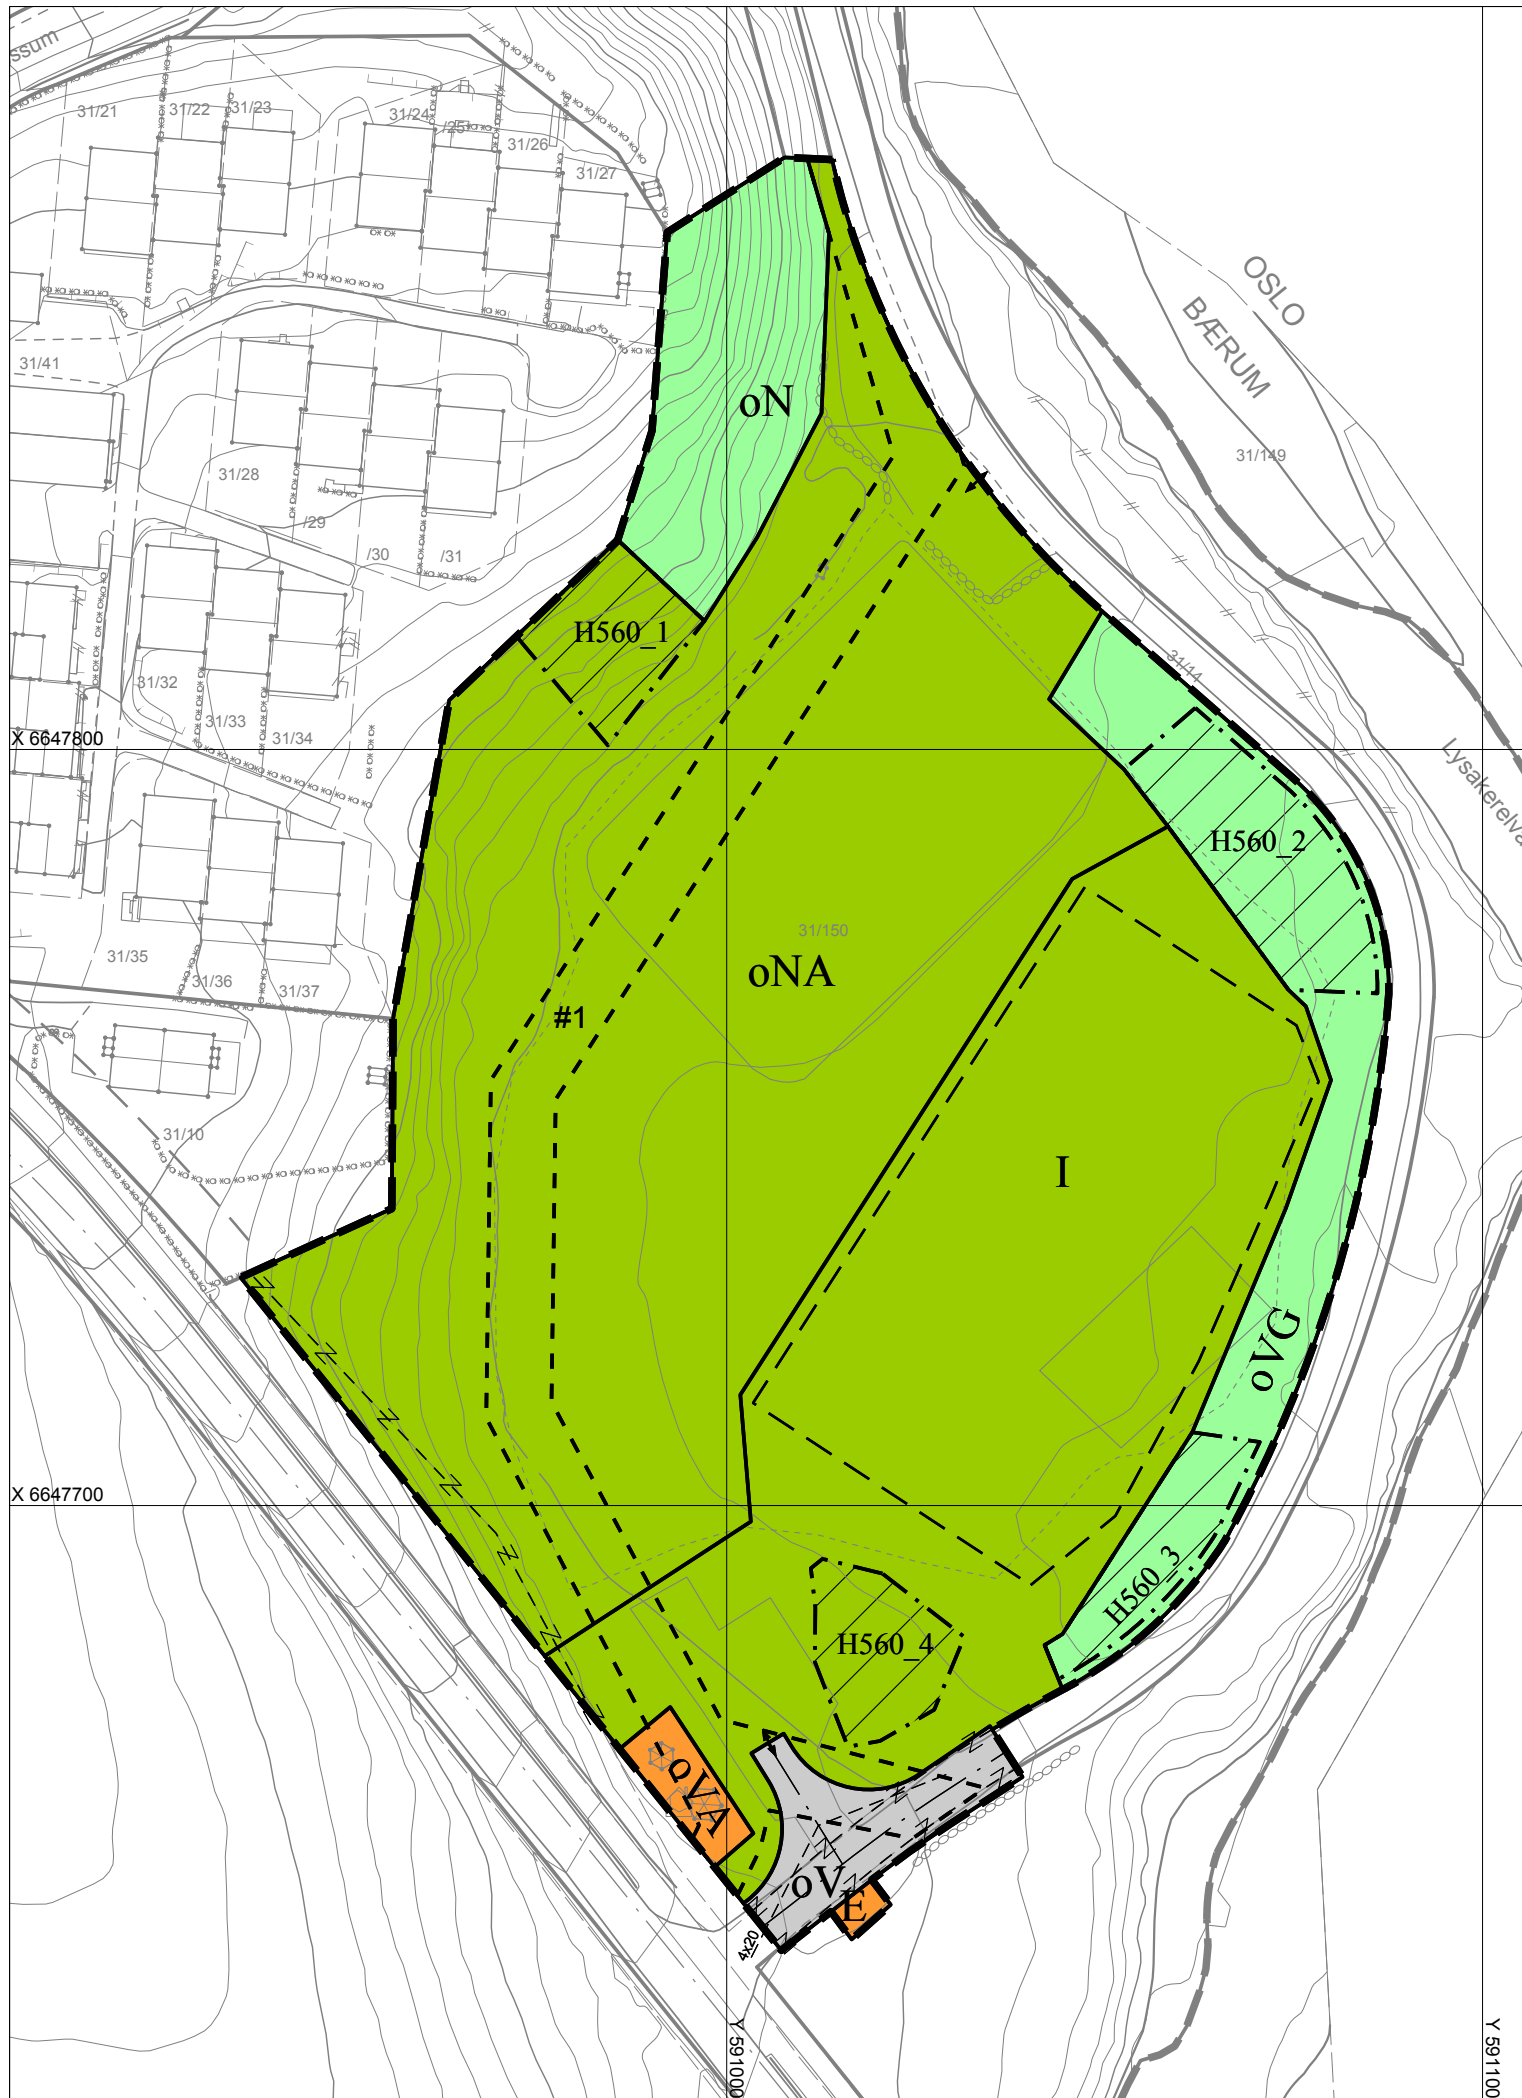 ssum
31/21
31/22
31/23
31/24
/25
31/26
31/27
OSLO
BÆRUM
31/41
oN
31/149
31/28
/29
/30
/31
H560_1
31/14
31/32
31/33
31/34
X 6647800
Lysakerelva
H560_2
31/150
31/35
oNA
31/36
31/37
#1
31/10
I
oVG
X 6647700
H560_3
H560_4
oVA
oV
E
4x20
Y 591000
Y 591100